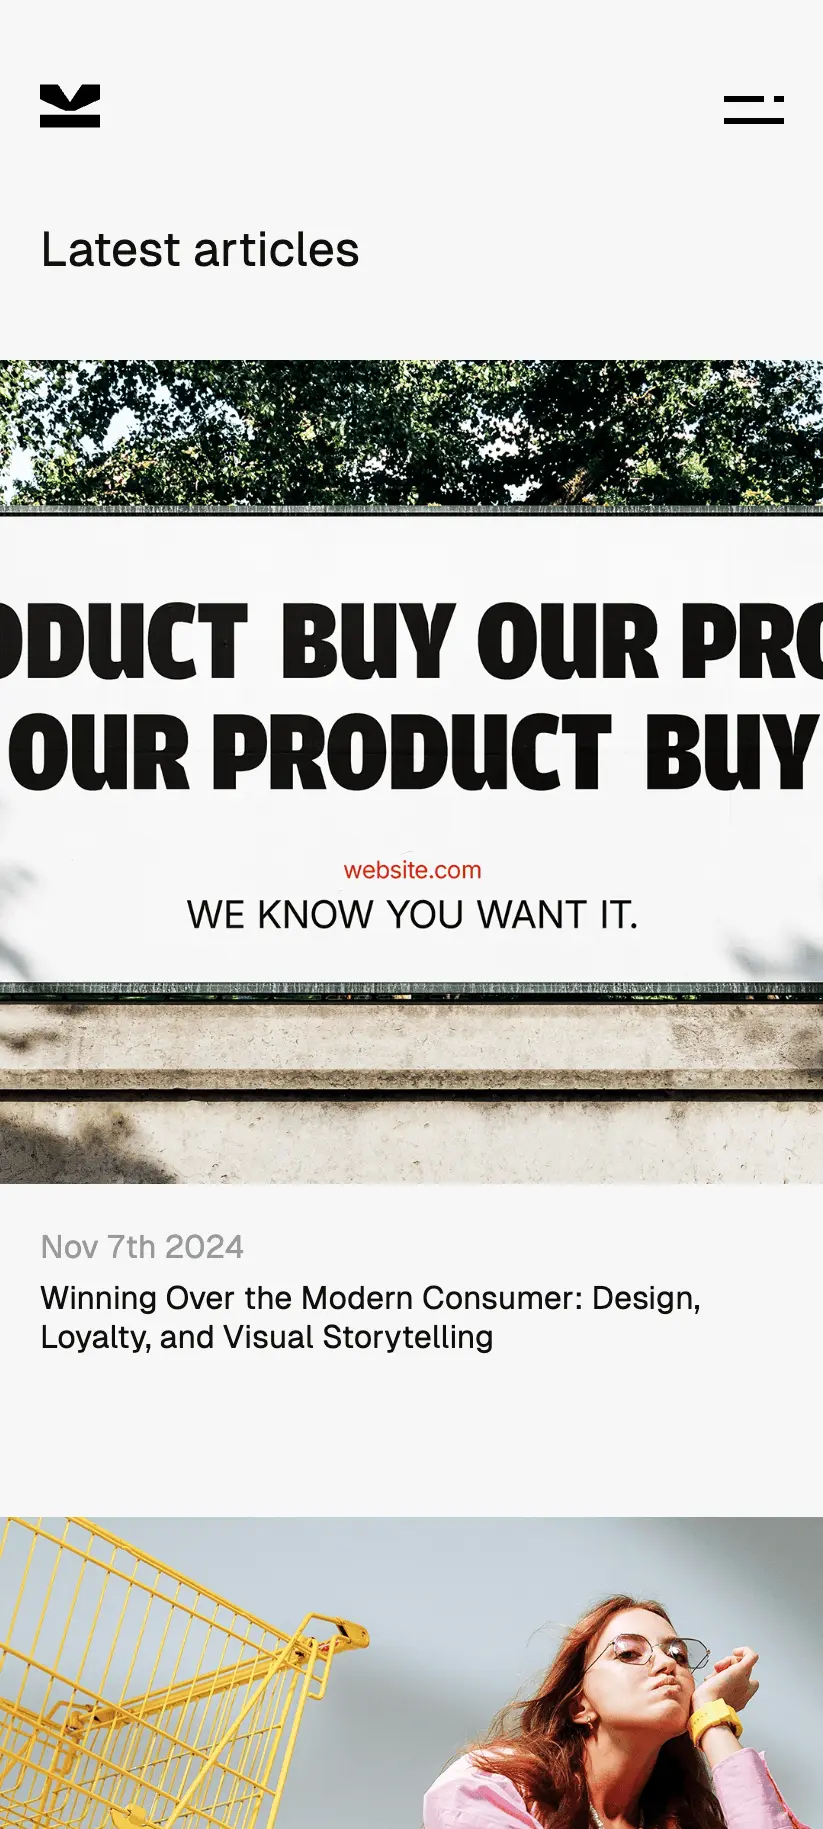 Latest articles
ODUCT BUY OUR PRO
OUR PRODUCT BUY
website.com
WE KNOW YOU WANT IT.
Nov 7th 2024
Winning Over the Modern Consumer: Design,
Loyalty, and Visual Storytelling